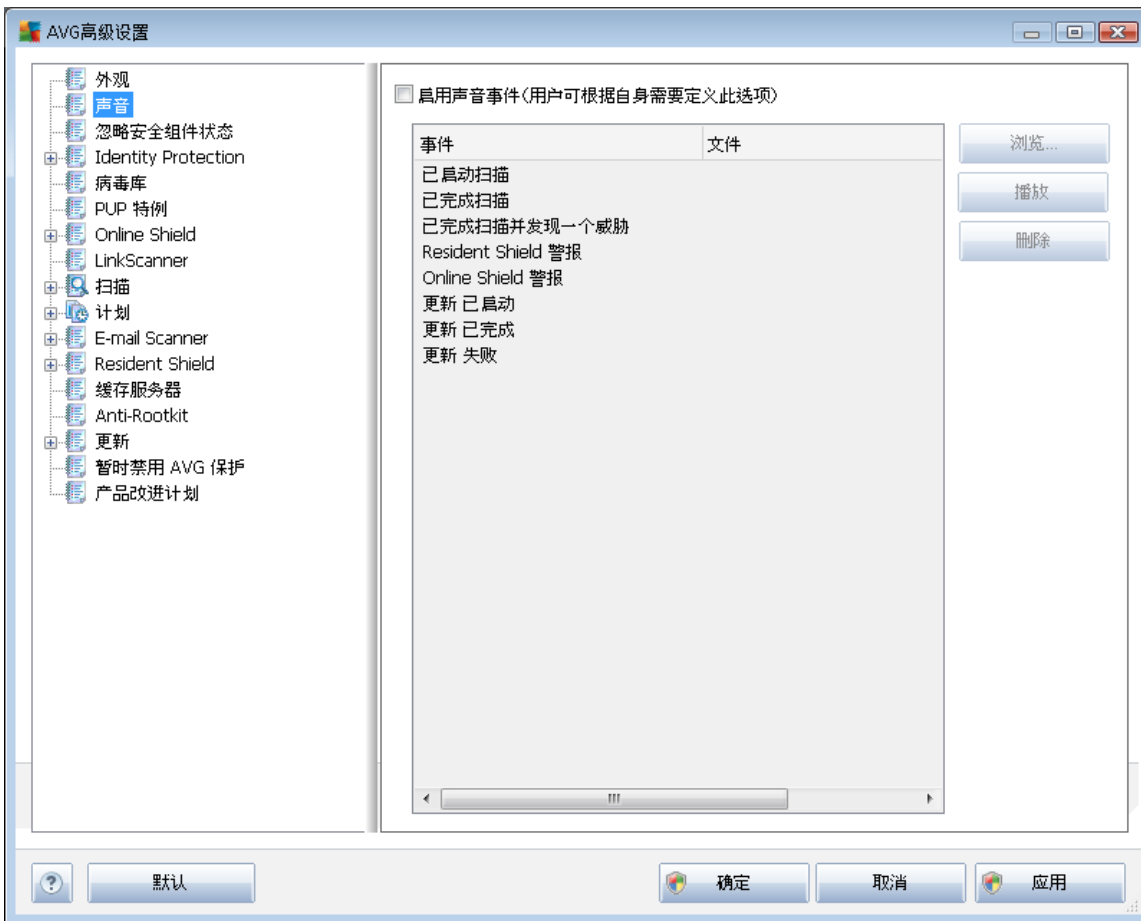 AVG高级设置
外观
声音
忽略安全组件状态
Identity Protection
病毒库
PUP 特例
Online Shield
LinkScanner
扫描
计划
E-mail Scanner
Resident Shield
缓存服务器
Anti-Rootkit
更新
暂时禁用 AVG 保护
产品改进计划
启用声音事件(用户可根据自身需要定义此选项)
事件 文件
已启动扫描
已完成扫描
已完成扫描并发现一个威胁
Resident Shield 警报
Online Shield 警报
更新 已启动
更新 已完成
更新 失败
浏览...
播放
删除
? 默认 确定 取消 应用